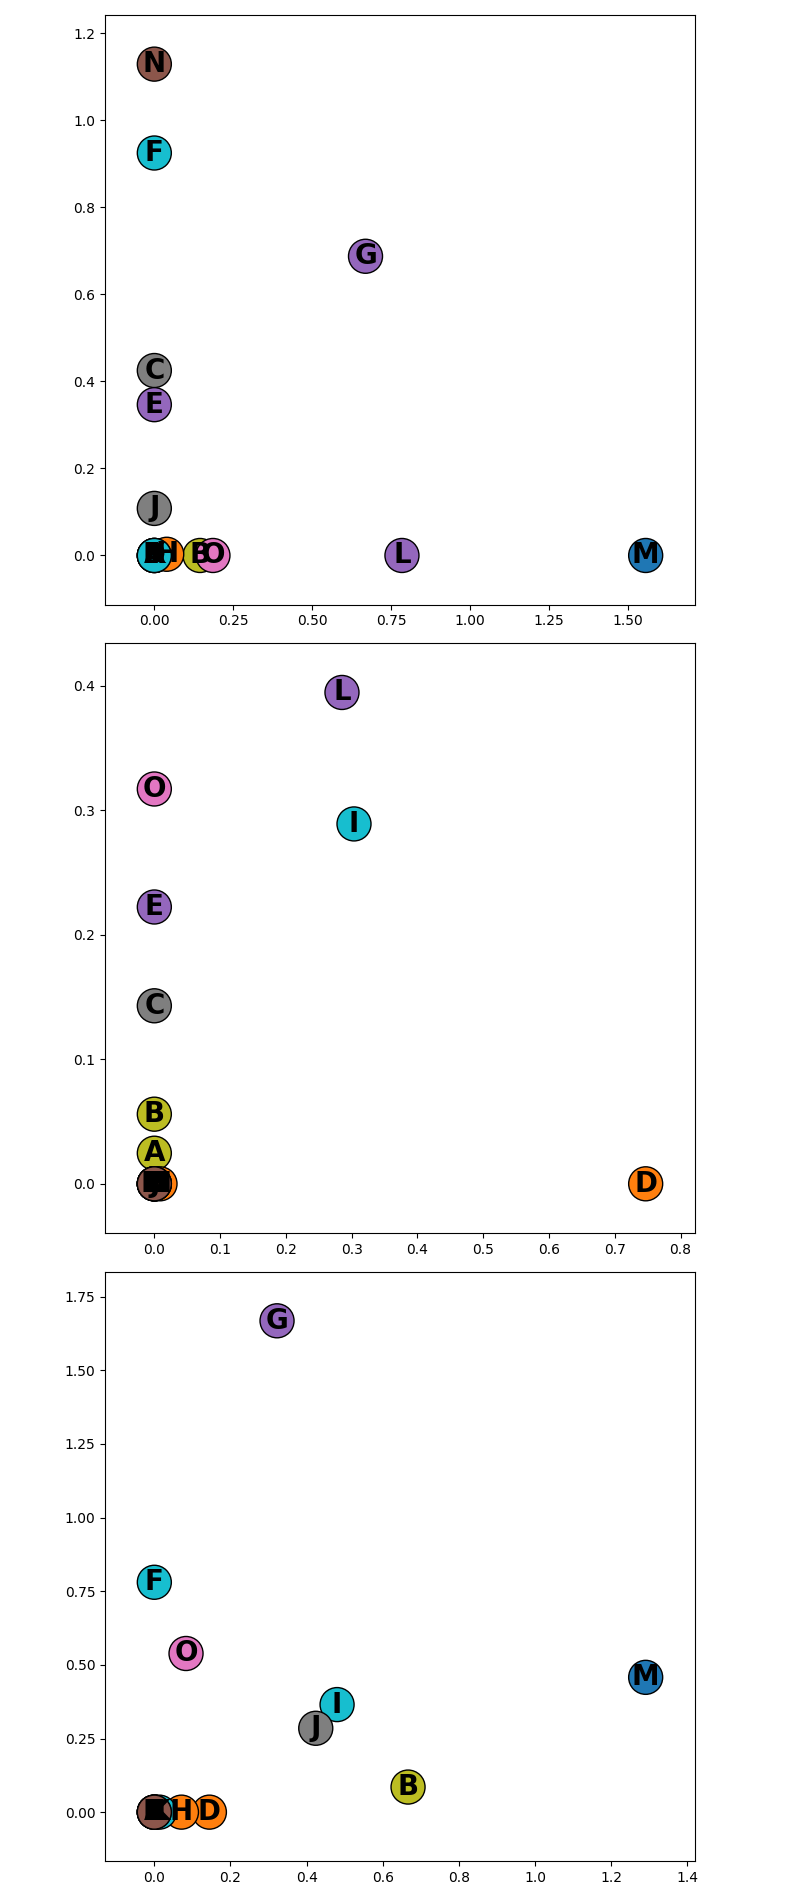 1.2
N
1.0
F
0.8
G
0.6
C
0.4
E
0.2
J
0.0 H B O L M
0.00 0.25 0.50 0.75 1.00 1.25 1.50
0.4 L
O
0.3 I
E
0.2
C
0.1
B
A
0.0 D
0.0 0.1 0.2 0.3 0.4 0.5 0.6 0.7 0.8
1.75
G
1.50
1.25
1.00
0.75 F
O
0.50 M
I
0.25 J
B
0.00 H D
0.0 0.2 0.4 0.6 0.8 1.0 1.2 1.4